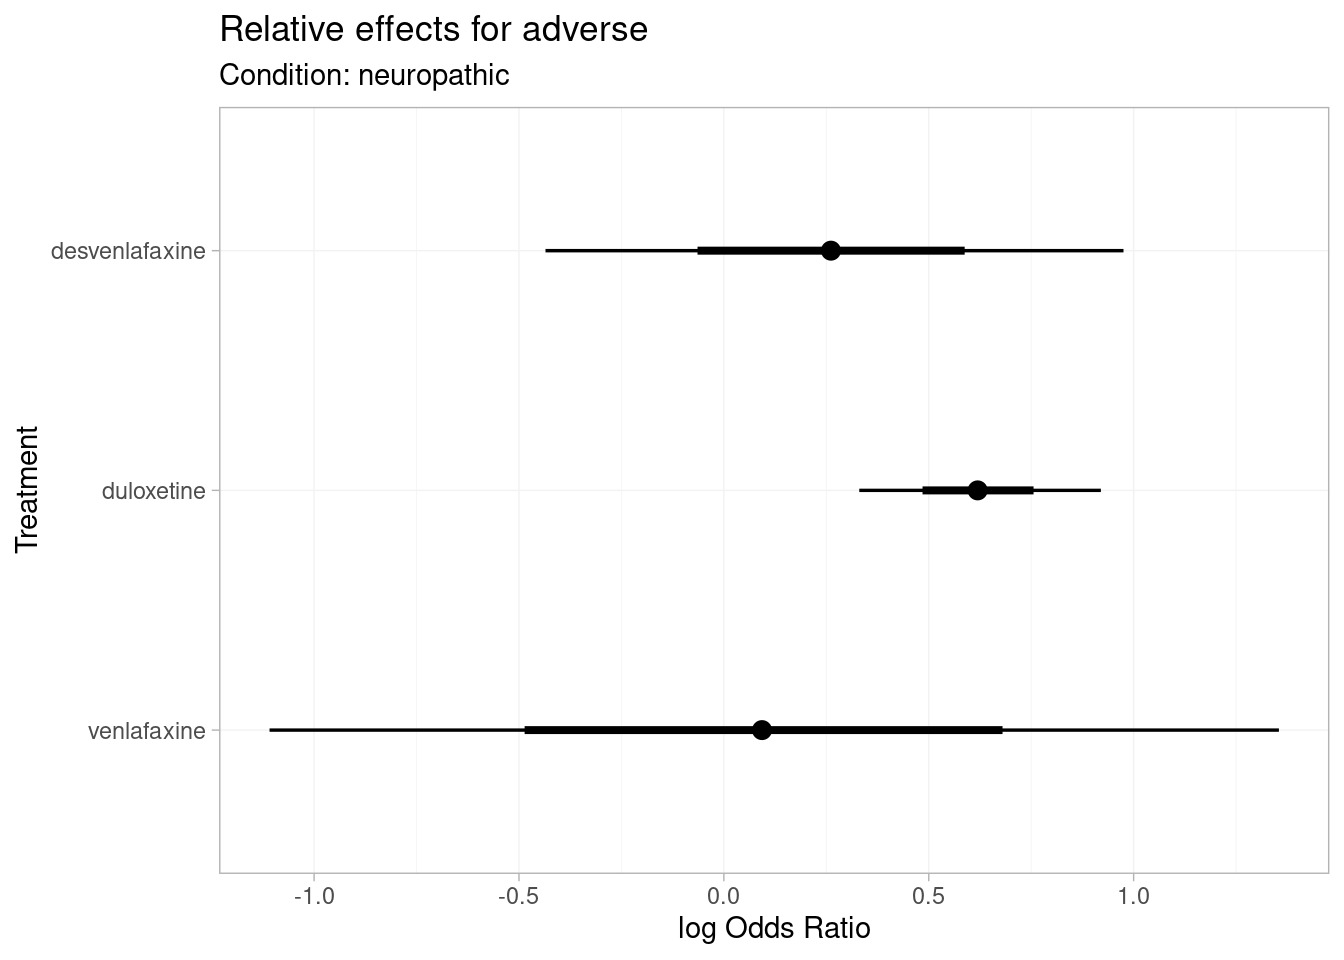 Relative effects for adverse
Condition: neuropathic
desvenlafaxine
duloxetine
venlafaxine
Treatment
-1.0 -0.5 0.0 0.5 1.0
log Odds Ratio